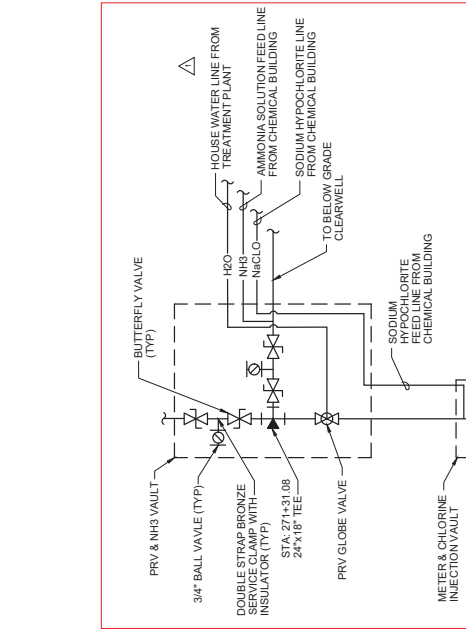 1
HOUSE WATER LINE FROM
TREATMENT PLANT
AMMONIA SOLUTION FEED LINE
FROM CHEMICAL BUILDING
SODIUM HYPOCHLORITE LINE
FROM CHEMICAL BUILDING
TO BELOW GRADE
CLEARWELL
H2O
NH3
NaCLO
BUTTERFLY VALVE
(TYP)
SODIUM
HYPOCHLORITE
FEED LINE FROM
CHEMICAL BUILDING
PRV & NH3 VAULT
3/4" BALL VAVLE (TYP)
DOUBLE STRAP BRONZE
SERVICE CLAMP WITH
INSULATOR (TYP)
STA: 271+31.08
24"x18" TEE
PRV GLOBE VALVE
METER & CHLORINE
INJECTION VAULT